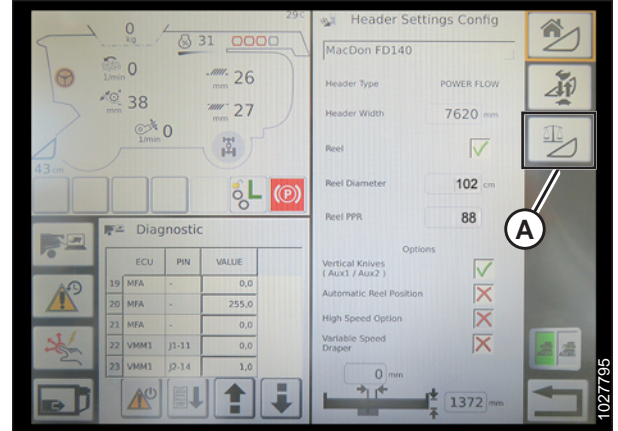 29c
0
kg
31
0
1/min
26
mm
38
mm
27
mm
0
1/min
43 cm
L
(P)
Diagnostic
ECU PIN VALUE
19 MFA - 0,0
20 MFA - 255,0
21 MFA - 0,0
22 VMM1 J1-11 0,0
23 VMM1 J2-14 1,0
Header Settings Config
MacDon FD140
Header Type POWER FLOW
Header Width 7620 mm
Reel
Reel Diameter 102 cm
Reel PPR 88
Options
Vertical Knives
( Aux1 / Aux2 )
Automatic Reel Position
High Speed Option
Variable Speed
Draper
0 mm
1372 mm
A
1027795